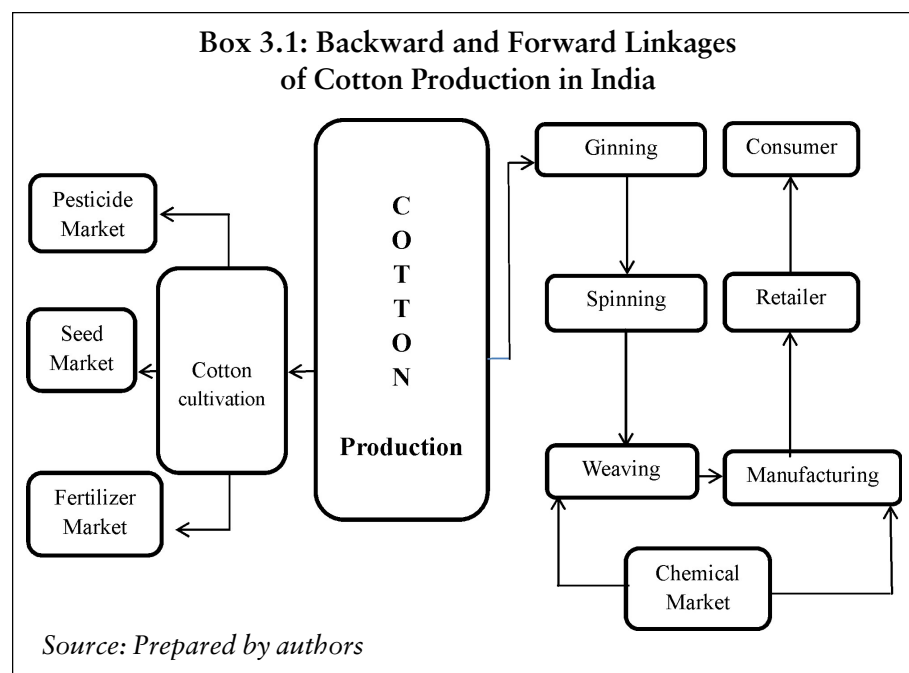 Box 3.1: Backward and Forward Linkages
of Cotton Production in India
Pesticide
Market
Seed
Market
Fertilizer
Market
Cotton
cultivation
C
O
T
T
O
N
Production
Ginning
Spinning
Weaving
Consumer
Retailer
Manufacturing
Chemical
Market
Source: Prepared by authors